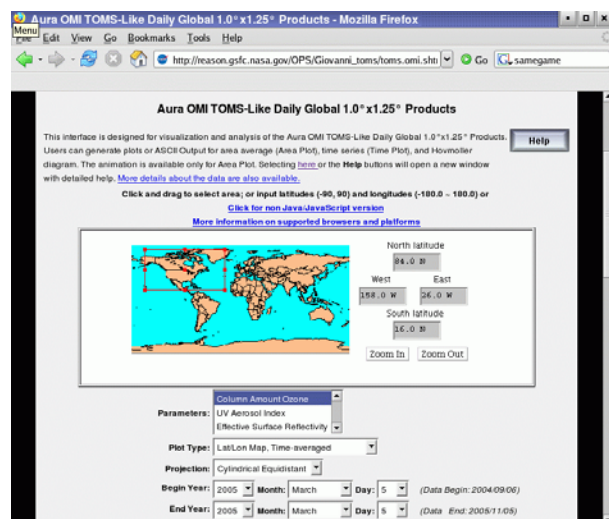 Aura OMI TOMS-Like Daily Global 1.0°x1.25° Products - Mozilla Firefox
Menu
Edit View Go Bookmarks Tools Help
http://reason.gsfc.nasa.gov/OPS/Giovanni_toms/toms.omi.sht Go G samegame
Aura OMI TOMS-Like Daily Global 1.0°x1.25° Products
This interface is designed for visualization and analysis of the Aura OMI TOMS-Like Daily Global 1.0°x1.25° Products.
Help
Users can generate plots or ASCII Output for area average (Area Plot), time series (Time Plot), and Hovmoller
diagram. The animation is available only for Area Plot. Selecting here or the Help buttons will open a new window
with detailed help. More details about the data are also available.
Click and drag to select area; or input latitudes (-90, 90) and longitudes (-180.0 ~ 180.0) or
Click for non Java/JavaScript version
More information on supported browsers and platforms
North latitude
84.0 N
West East
158.0 W 26.0 W
South latitude
16.0 N
Zoom In Zoom Out
Parameters: Column Amount Ozone
UV Aerosol Index
Effective Surface Reflectivity
Plot Type: Lat/Lon Map, Time-averaged
Projection: Cylindrical Equidistant
Begin Year: 2005 Month: March Day: 5 (Data Begin: 2004/09/06)
End Year: 2005 Month: March Day: 5 (Data End: 2005/11/05)